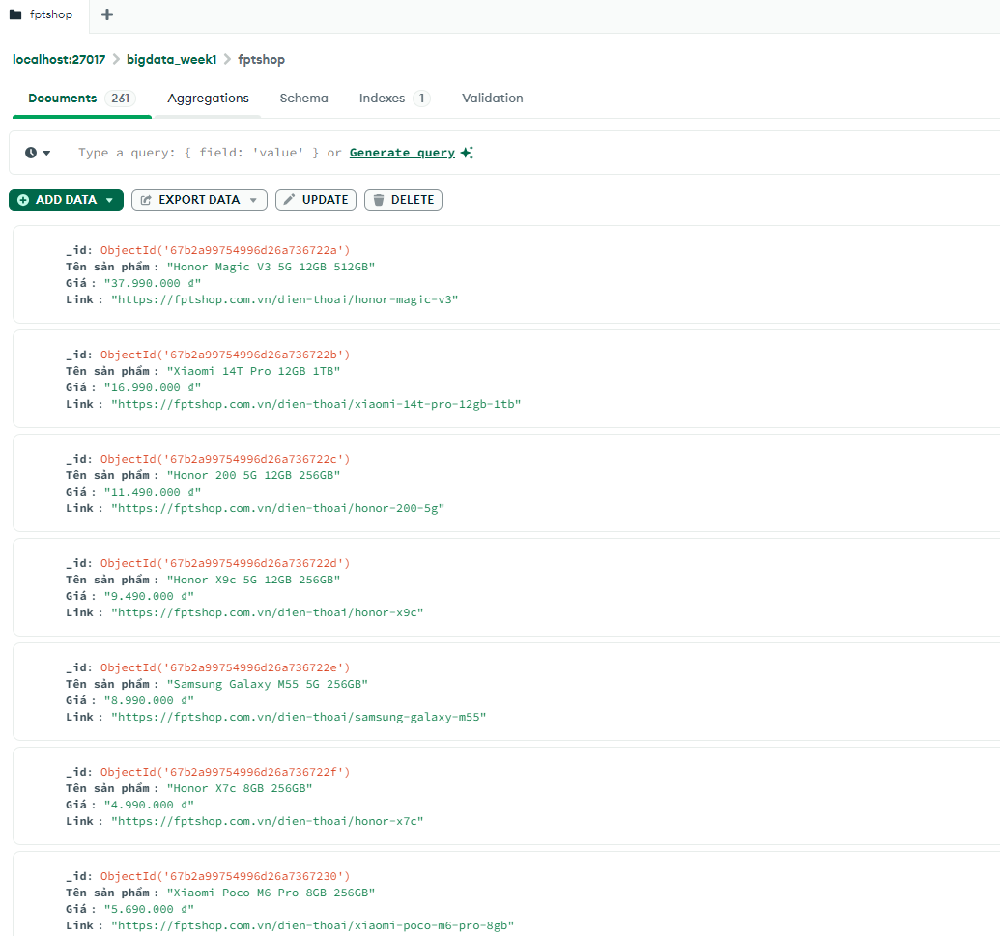 fptshop
localhost:27017 > bigdata_week1 > fptshop
Documents 261 Aggregations Schema Indexes 1 Validation
Type a query: { field: 'value' } or Generate query
ADD DATA EXPORT DATA UPDATE DELETE
_id: ObjectId('67b2a99754996d26a736722a')
Tên sản phẩm : "Honor Magic V3 5G 12GB 512GB"
Giá : "37.990.000 đ"
Link : "https://fptshop.com.vn/dien-thoai/honor-magic-v3"
_id: ObjectId('67b2a99754996d26a736722b')
Tên sản phẩm : "Xiaomi 14T Pro 12GB 1TB"
Giá : "16.990.000 đ"
Link : "https://fptshop.com.vn/dien-thoai/xiaomi-14t-pro-12gb-1tb"
_id: ObjectId('67b2a99754996d26a736722c')
Tên sản phẩm : "Honor 200 5G 12GB 256GB"
Giá : "11.490.000 đ"
Link : "https://fptshop.com.vn/dien-thoai/honor-200-5g"
_id: ObjectId('67b2a99754996d26a736722d')
Tên sản phẩm : "Honor X9c 5G 12GB 256GB"
Giá : "9.490.000 đ"
Link : "https://fptshop.com.vn/dien-thoai/honor-x9c"
_id: ObjectId('67b2a99754996d26a736722e')
Tên sản phẩm : "Samsung Galaxy M55 5G 256GB"
Giá : "8.990.000 đ"
Link : "https://fptshop.com.vn/dien-thoai/samsung-galaxy-m55"
_id: ObjectId('67b2a99754996d26a736722f')
Tên sản phẩm : "Honor X7c 8GB 256GB"
Giá : "4.990.000 đ"
Link : "https://fptshop.com.vn/dien-thoai/honor-x7c"
_id: ObjectId('67b2a99754996d26a7367230')
Tên sản phẩm : "Xiaomi Poco M6 Pro 8GB 256GB"
Giá : "5.690.000 đ"
Link : "https://fptshop.com.vn/dien-thoai/xiaomi-poco-m6-pro-8gb"